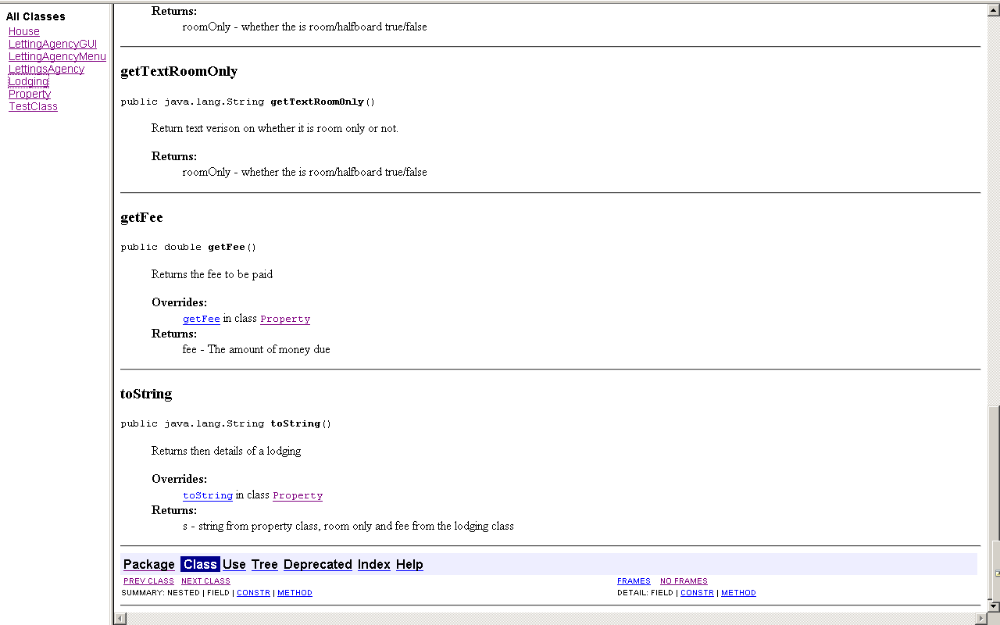 All Classes
House
LettingAgencyGUI
LettingAgencyMenu
LettingsAgency
Lodging
Property
TestClass
Returns:
roomOnly - whether the is room/halfboard true/false
getTextRoomOnly
public java.lang.String getTextRoomOnly()
Return text verison on whether it is room only or not.
Returns:
roomOnly - whether the is room/halfboard true/false
getFee
public double getFee()
Returns the fee to be paid
Overrides:
getFee in class Property
Returns:
fee - The amount of money due
toString
public java.lang.String toString()
Returns then details of a lodging
Overrides:
toString in class Property
Returns:
s - string from property class, room only and fee from the lodging class
Package Class Use Tree Deprecated Index Help
PREV CLASS NEXT CLASS FRAMES NO FRAMES
SUMMARY: NESTED | FIELD | CONSTR | METHOD DETAIL: FIELD | CONSTR | METHOD